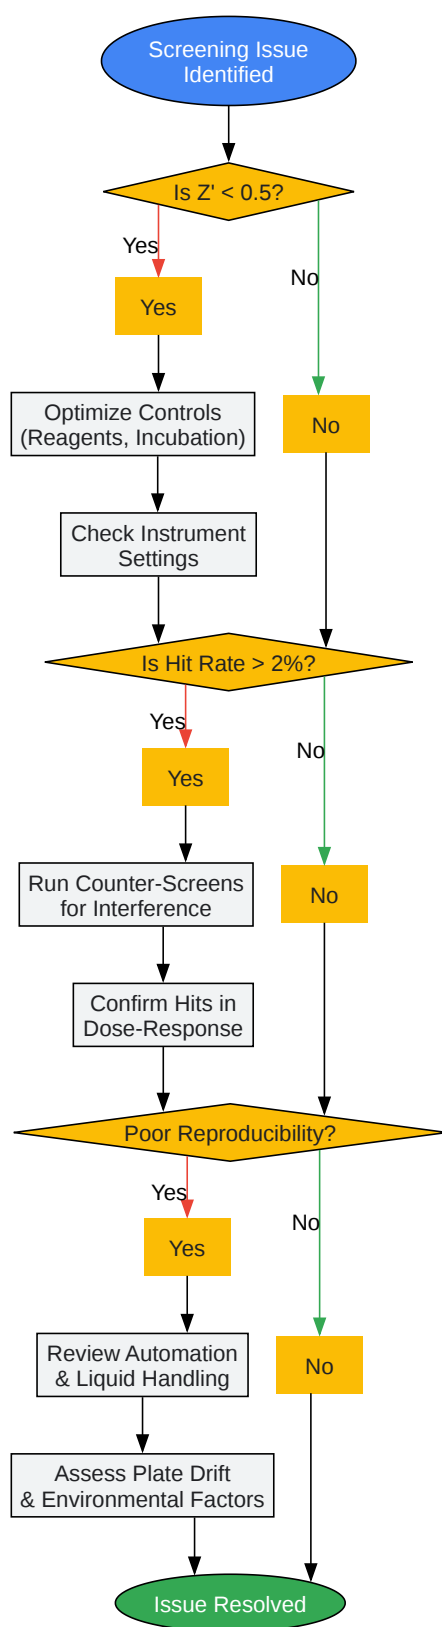 Screening Issue
Identified
Is Z' < 0.5?
Yes
No
Yes
No
Optimize Controls
(Reagents, Incubation)
Check Instrument
Settings
Is Hit Rate > 2%?
Yes
No
Yes
No
Run Counter-Screens
for Interference
Confirm Hits in
Dose-Response
Poor Reproducibility?
Yes
No
Yes
No
Review Automation
& Liquid Handling
Assess Plate Drift
& Environmental Factors
Issue Resolved